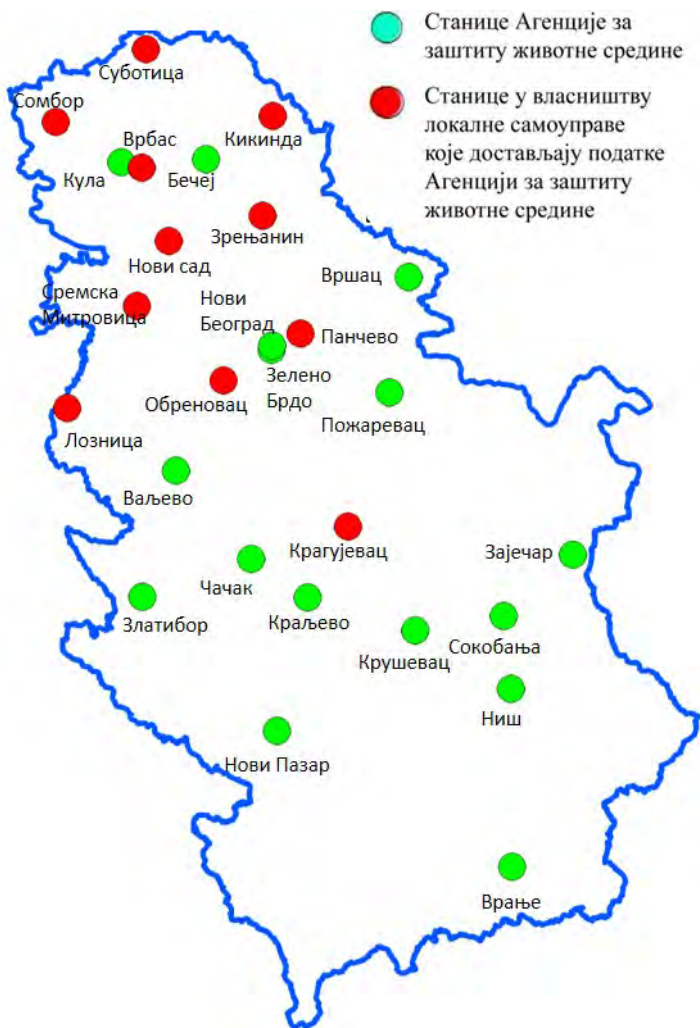 Станице Агенције за
заштиту животне средине
Станице у власништву
локалне самоуправе
које достављају податке
Агенцији за заштиту
животне средине
Суботица
Сомбор
Врбас
Кикинда
Кула
Бечеј
Зрењанин
Нови сад
Вршац
Сремска
Митровица
Нови
Београд
Панчево
Зелено
Брдо
Обреновац
Пожаревац
Лозница
Ваљево
Крагујевац
Зајечар
Чачак
Златибор
Краљево
Сокобања
Крушевац
Ниш
Нови Пазар
Врање